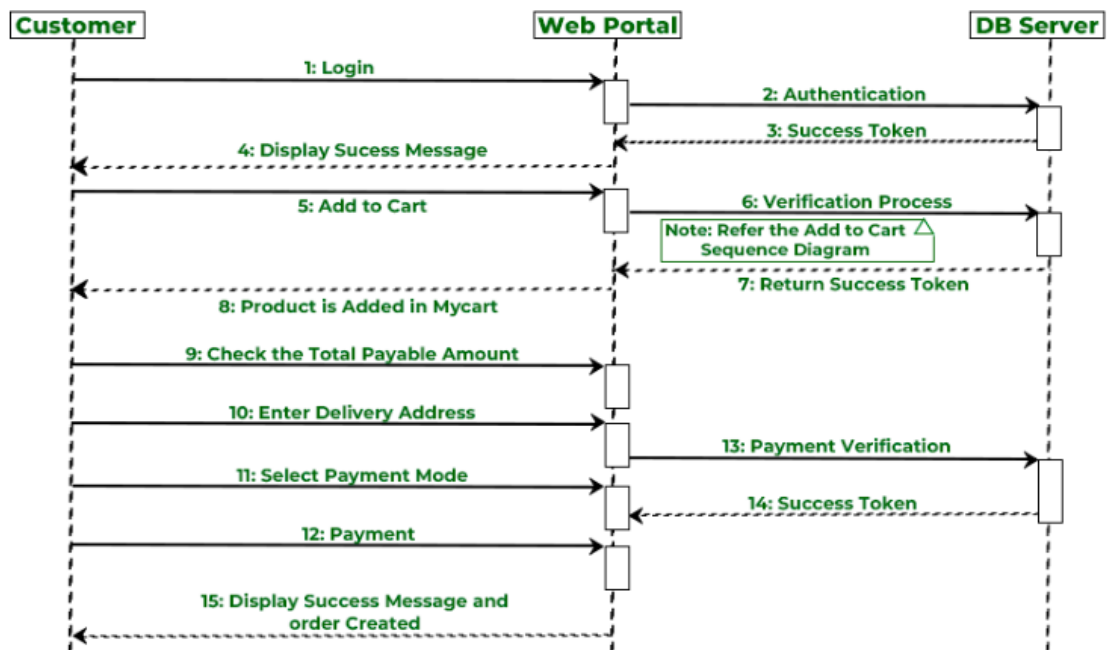 Customer
Web Portal
DB Server
1: Login
2: Authentication
3: Success Token
4: Display Sucess Message
5: Add to Cart
6: Verification Process
Note: Refer the Add to Cart
Sequence Diagram
7: Return Success Token
8: Product is Added in Mycart
9: Check the Total Payable Amount
10: Enter Delivery Address
13: Payment Verification
11: Select Payment Mode
14: Success Token
12: Payment
15: Display Success Message and
order Created